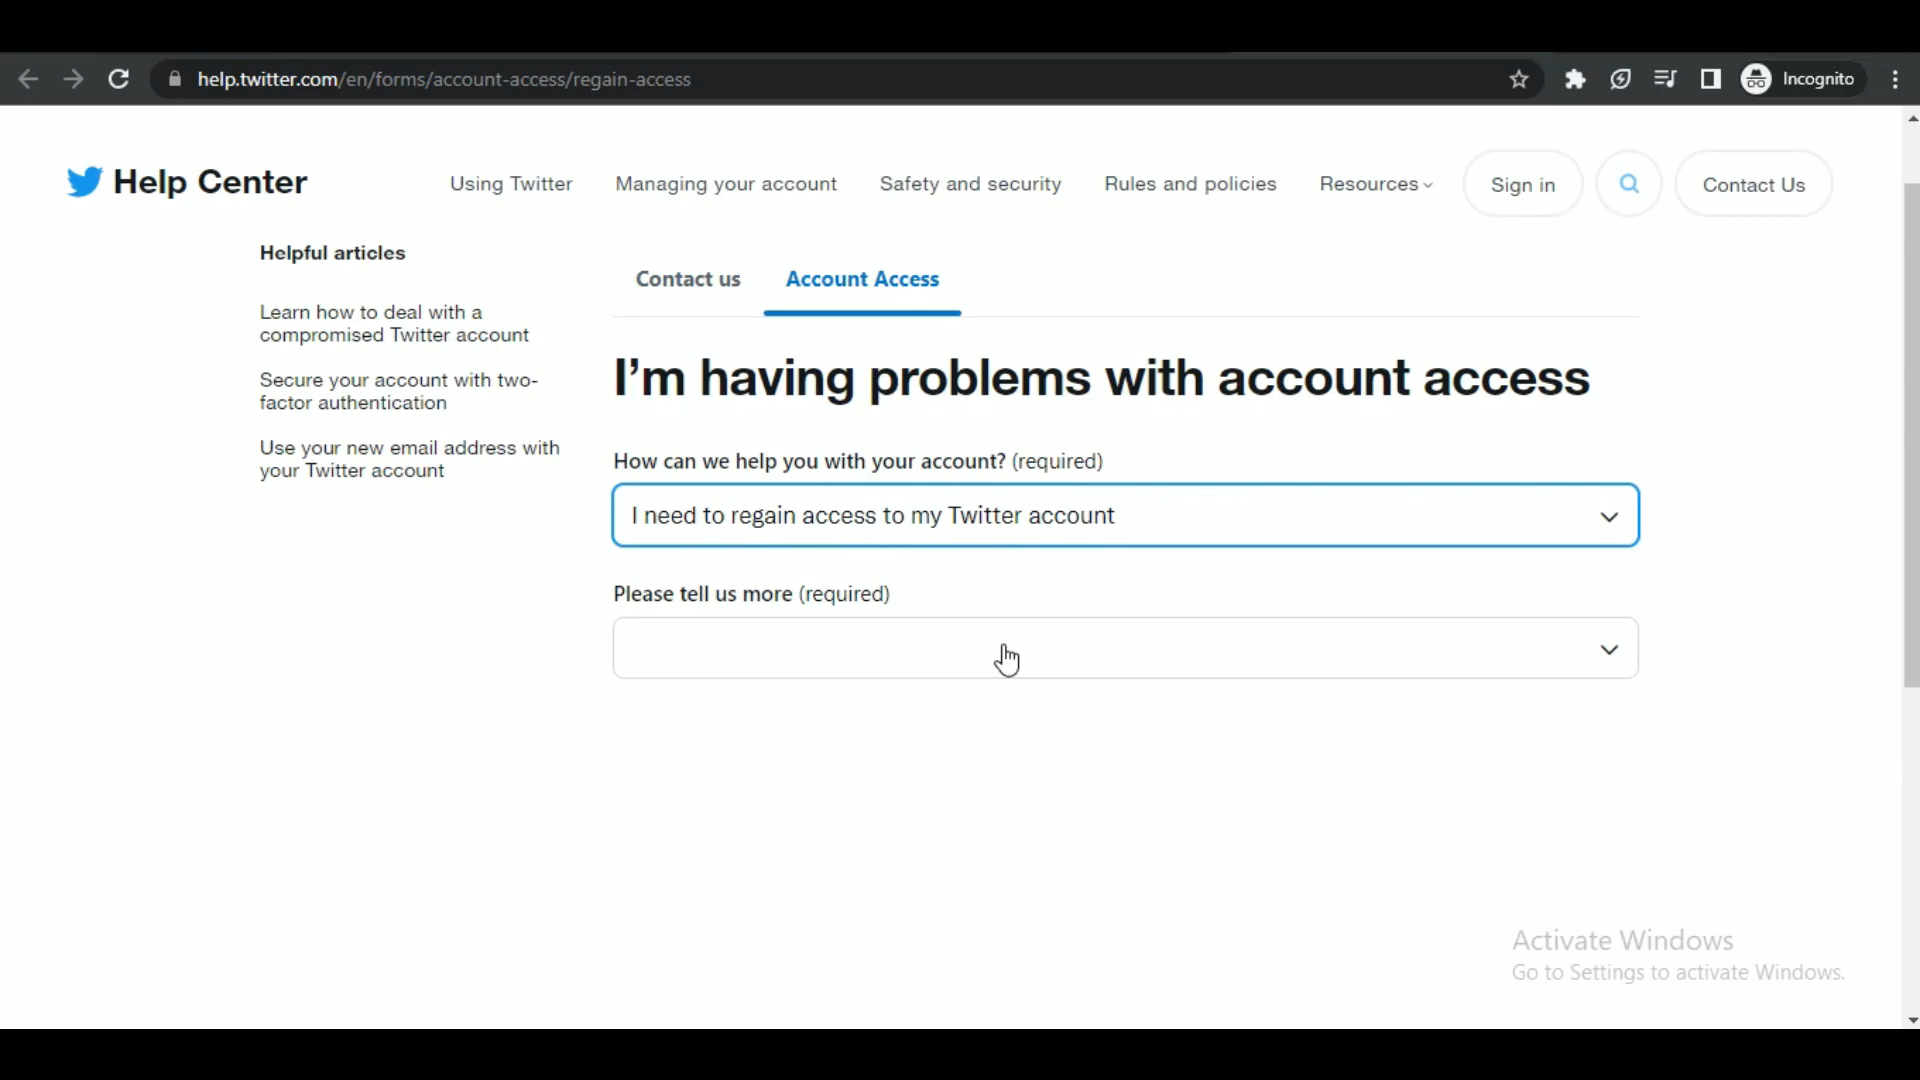 help.twitter.com/en/forms/account-access/regain-access
Incognito
Help Center
Using Twitter
Managing your account
Safety and security
Rules and policies
Resources
Sign in
Contact Us
Helpful articles
Learn how to deal with a
compromised Twitter account
Secure your account with two-
factor authentication
Use your new email address with
your Twitter account
Contact us
Account Access
I’m having problems with account access
How can we help you with your account? (required)
I need to regain access to my Twitter account
Please tell us more (required)
Activate Windows
Go to Settings to activate Windows.